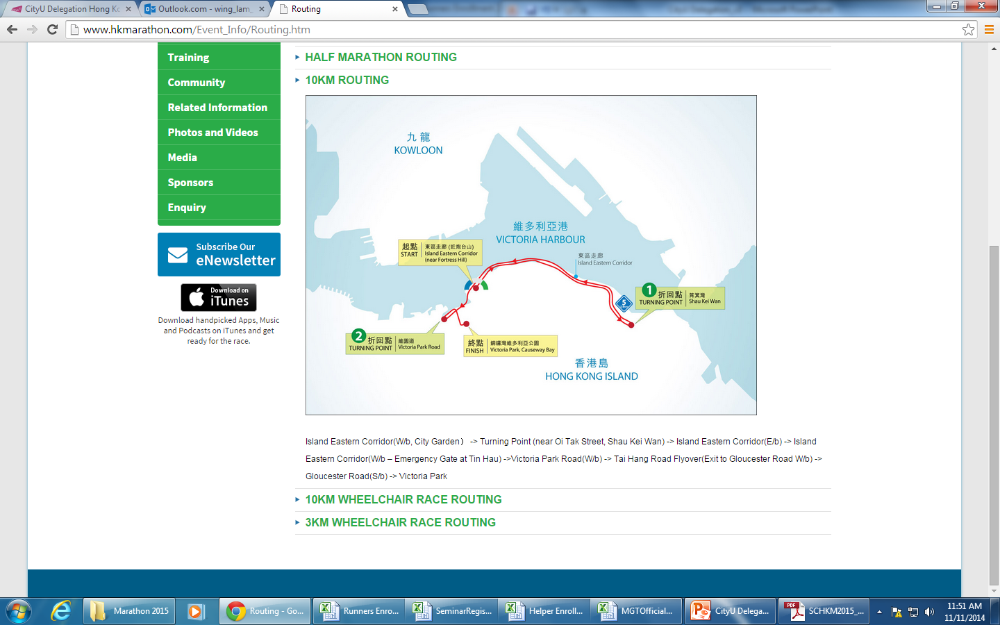 CityU Delegation Hong Ko
Outlook.com - wing_lam_
Routing
www.hkmarathon.com/Event_Info/Routing.htm
Training
Community
Related Information
Photos and Videos
Media
Sponsors
Enquiry
Subscribe Our
eNewsletter
Download on
iTunes
Download handpicked Apps, Music
and Podcasts on iTunes and get
ready for the race.
HALF MARATHON ROUTING
10KM ROUTING
九龍
KOWLOON
維多利亞港
VICTORIA HARBOUR
起點
START
東區走廊 (近炮台山)
Island Eastern Corridor
(near Fortress Hill)
東區走廊
Island Eastern Corridor
1 折回點
TURNING POINT
筲箕灣
Shau Kei Wan
5
2 折回點
TURNING POINT
維園道
Victoria Park Road
終點
FINISH
銅鑼灣維多利亞公園
Victoria Park, Causeway Bay
香港島
HONG KONG ISLAND
Island Eastern Corridor(W/b, City Garden） -> Turning Point (near Oi Tak Street, Shau Kei Wan) -> Island Eastern Corridor(E/b) -> Island
Eastern Corridor(W/b – Emergency Gate at Tin Hau) ->Victoria Park Road(W/b) -> Tai Hang Road Flyover(Exit to Gloucester Road W/b) ->
Gloucester Road(S/b) -> Victoria Park
10KM WHEELCHAIR RACE ROUTING
3KM WHEELCHAIR RACE ROUTING
Marathon 2015
Routing - Go...
Runners Enro...
SeminarRegis...
Helper Enroll...
MGTOfficial...
CityU Delega...
PDF
SCHKM2015_...
11:51 AM
11/11/2014